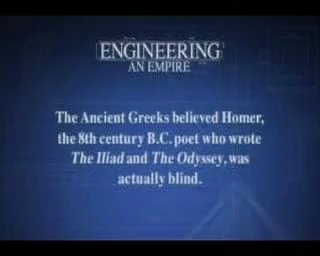 ENGINEERING
AN EMPIRE
The Ancient Greeks believed Homer,
the 8th century B.C. poet who wrote
The Iliad and The Odyssey, was
actually blind.